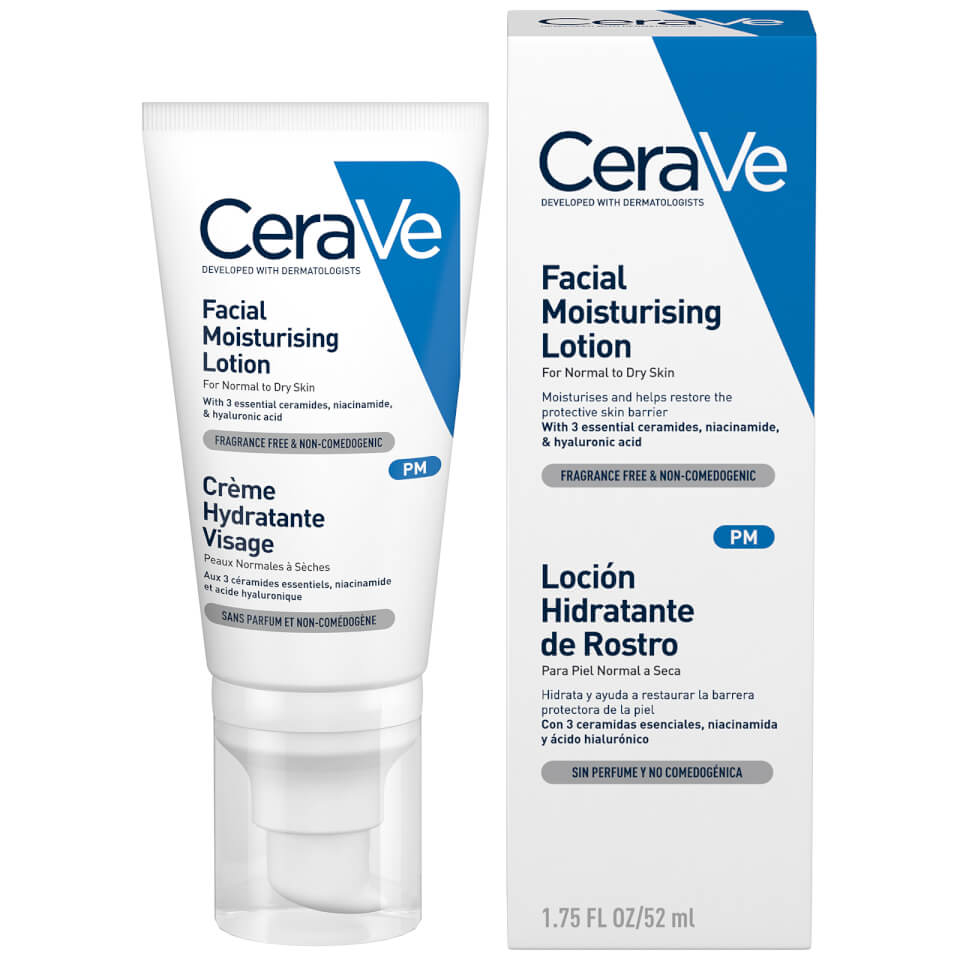 CeraVe
DEVELOPED WITH DERMATOLOGISTS
Facial
Moisturising
Lotion
For Normal to Dry Skin
With 3 essential ceramides, niacinamide,
& hyaluronic acid
FRAGRANCE FREE & NON-COMEDOGENIC
PM
Crème
Hydratante
Visage
Peaux Normales à Sèches
Aux 3 céramides essentiels, niacinamide
et acide hyaluronique
SANS PARFUM ET NON-COMÉDOGÈNE
CeraVe
CeraVe
DEVELOPED WITH DERMATOLOGISTS
Facial
Moisturising
Lotion
For Normal to Dry Skin
Moisturises and helps restore the
protective skin barrier
With 3 essential ceramides, niacinamide,
& hyaluronic acid
FRAGRANCE FREE & NON-COMEDOGENIC
PM
Loción
Hidratante
de Rostro
Para Piel Normal a Seca
Hidrata y ayuda a restaurar la barrera
protectora de la piel
Con 3 ceramidas esenciales, niacinamida
y ácido hialurónico
SIN PERFUME Y NO COMEDOGÉNICA
1.75 FL OZ/52 ml